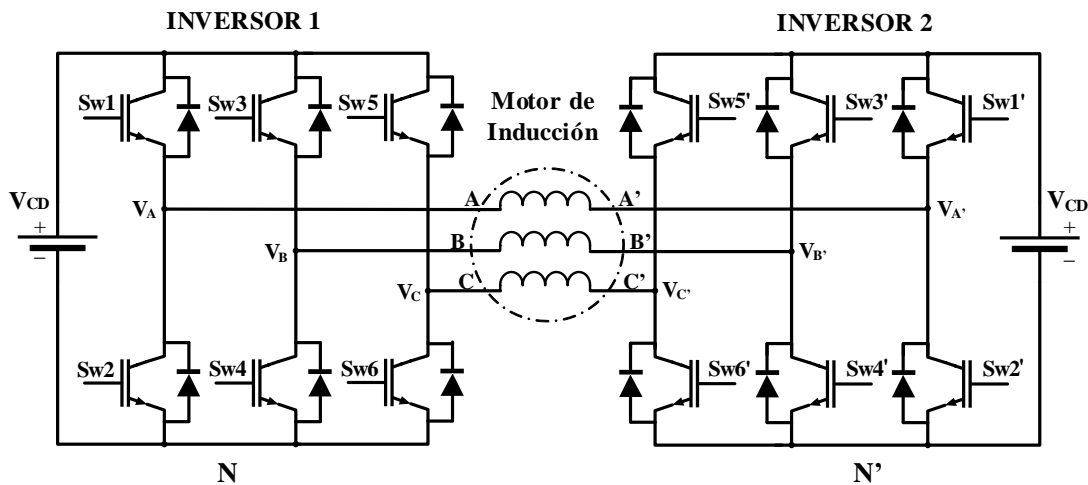 INVERSOR 1
INVERSOR 2
Sw1
Sw3
Sw5
Motor de
Inducción
Sw5'
Sw3'
Sw1'
VCD
+
−
VA
A
A'
VA'
VCD
+
−
VB
B
B'
VB'
VC
C
C'
VC'
Sw2
Sw4
Sw6
Sw6'
Sw4'
Sw2'
N
N'